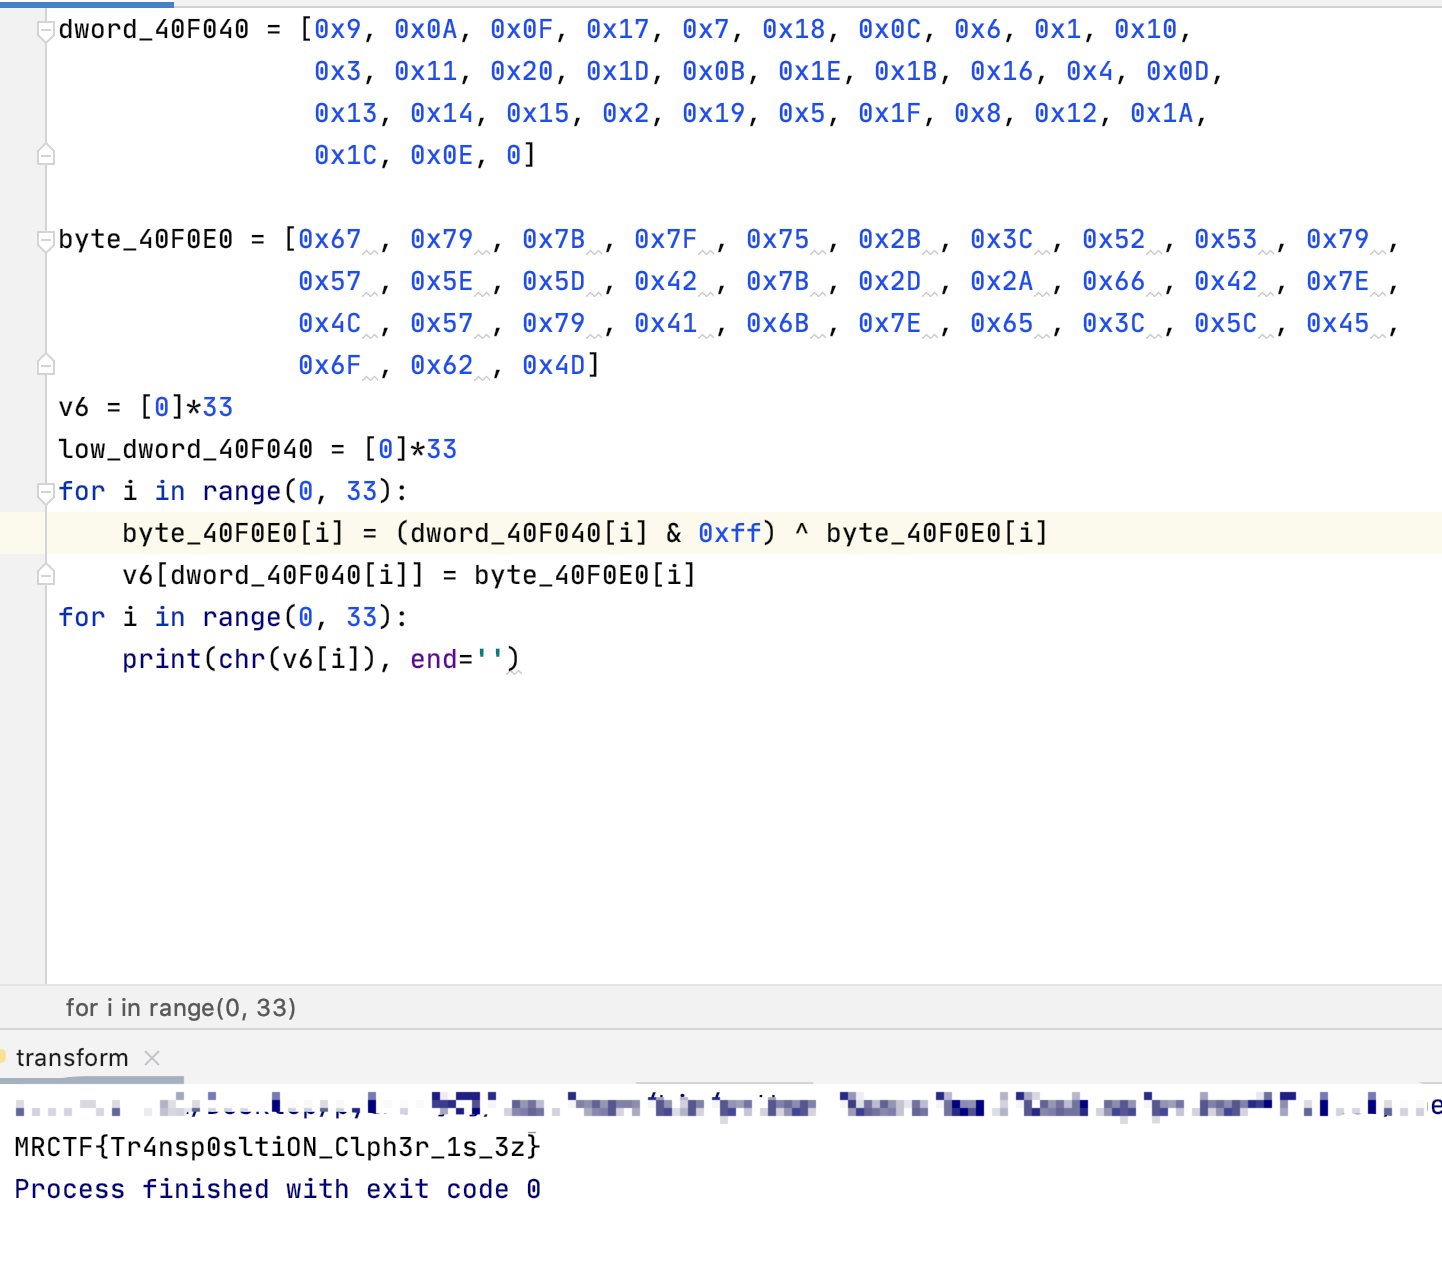 dword_40F040 = [0x9, 0x0A, 0x0F, 0x17, 0x7, 0x18, 0x0C, 0x6, 0x1, 0x10,
0x3, 0x11, 0x20, 0x1D, 0x0B, 0x1E, 0x1B, 0x16, 0x4, 0x0D,
0x13, 0x14, 0x15, 0x2, 0x19, 0x5, 0x1F, 0x8, 0x12, 0x1A,
0x1C, 0x0E, 0]
byte_40F0E0 = [0x67 , 0x79 , 0x7B , 0x7F , 0x75 , 0x2B , 0x3C , 0x52 , 0x53 , 0x79 ,
0x57 , 0x5E , 0x5D , 0x42 , 0x7B , 0x2D , 0x2A , 0x66 , 0x42 , 0x7E ,
0x4C , 0x57 , 0x79 , 0x41 , 0x6B , 0x7E , 0x65 , 0x3C , 0x5C , 0x45 ,
0x6F , 0x62 , 0x4D]
v6 = [0]*33
low_dword_40F040 = [0]*33
for i in range(0, 33):
byte_40F0E0[i] = (dword_40F040[i] & 0xff) ^ byte_40F0E0[i]
v6[dword_40F040[i]] = byte_40F0E0[i]
for i in range(0, 33):
print(chr(v6[i]), end='')
for i in range(0, 33)
transform
MRCTF{Tr4nsp0sltiON_Clph3r_1s_3z}
Process finished with exit code 0